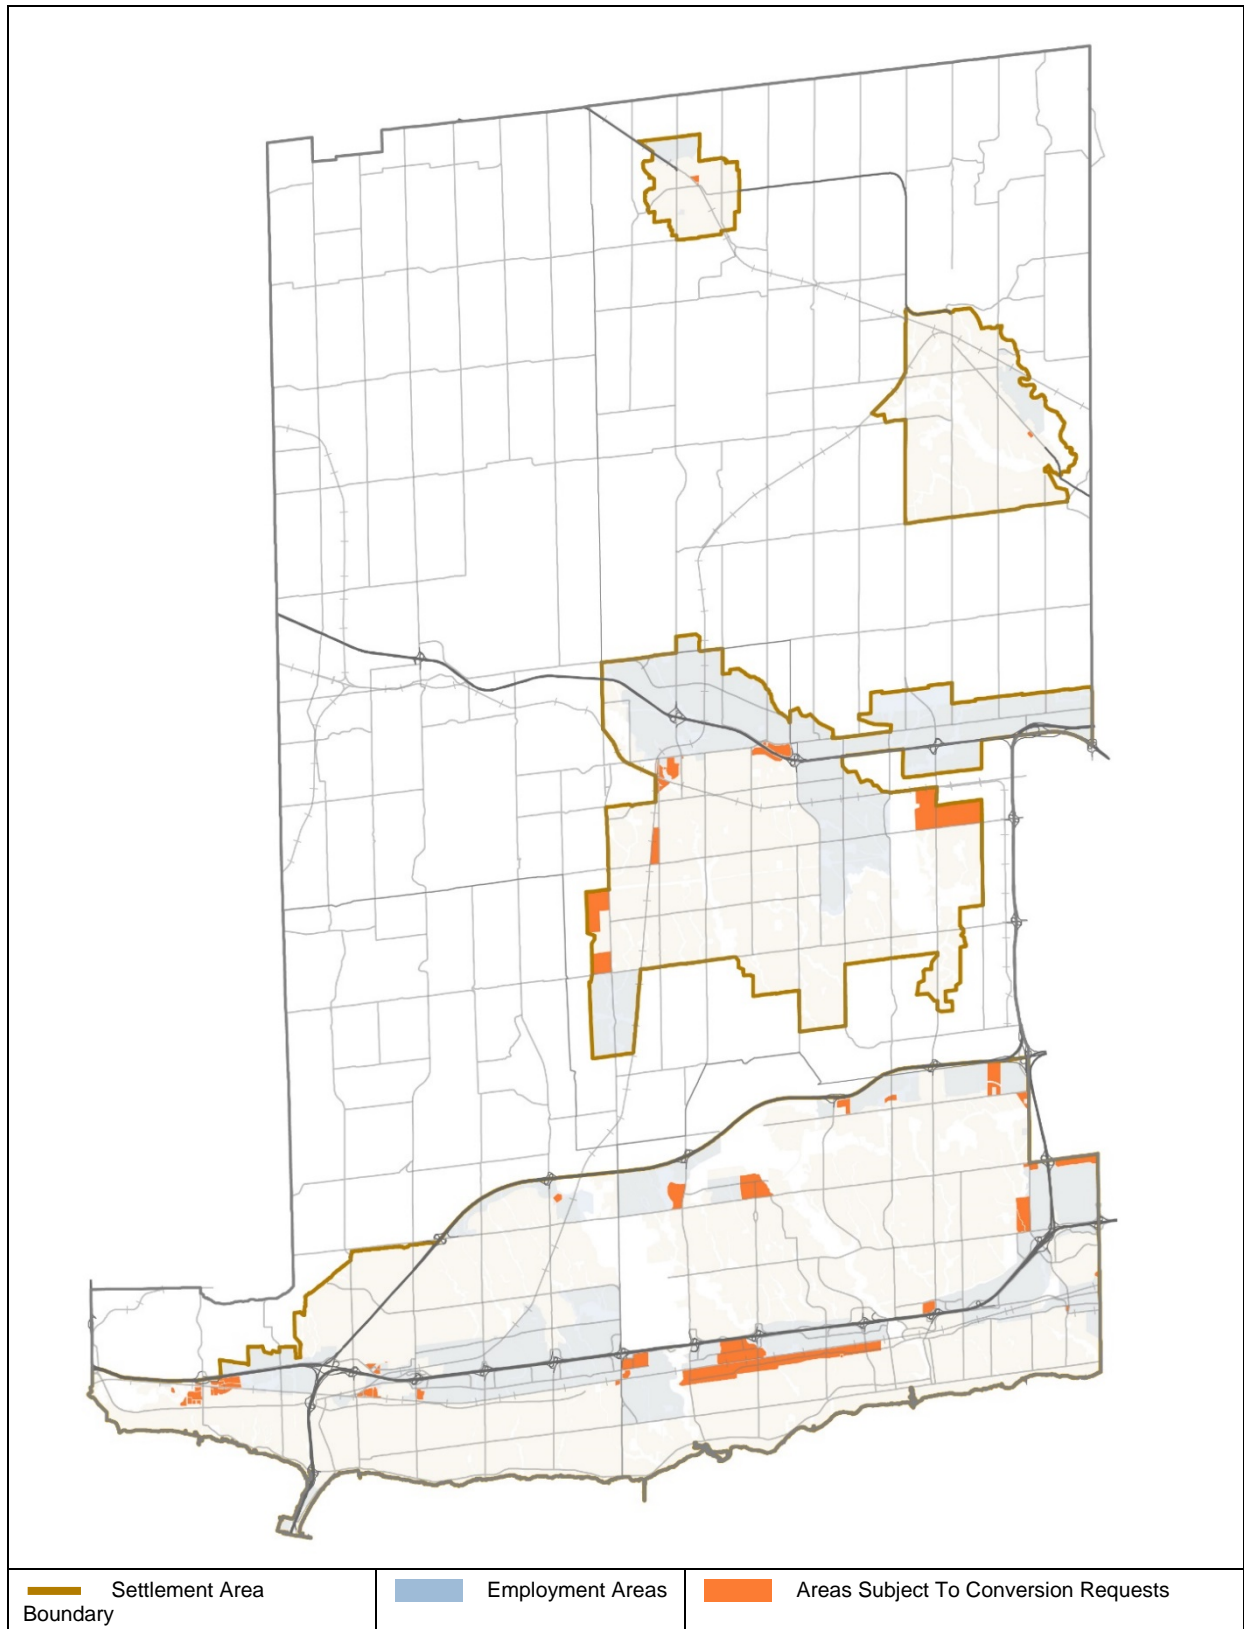 Settlement Area
Boundary
Employment Areas
Areas Subject To Conversion Requests